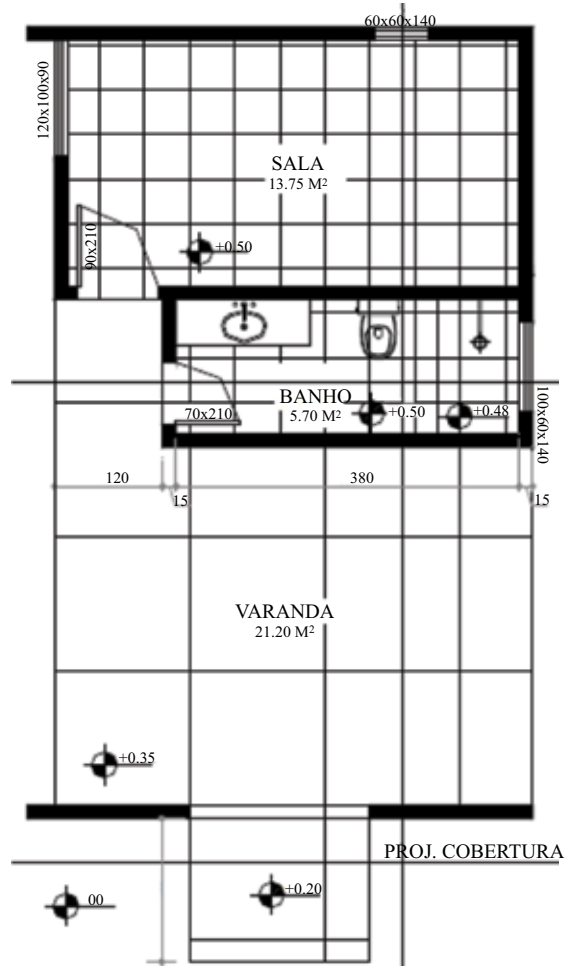 60x60x140
120x100x90
SALA
13.75 M²
90x210
+0.50
BANHO
5.70 M²
+0.50
+0.48
70x210
100x60x140
120
15
380
15
VARANDA
21.20 M²
+0.35
PROJ. COBERTURA
00
+0.20